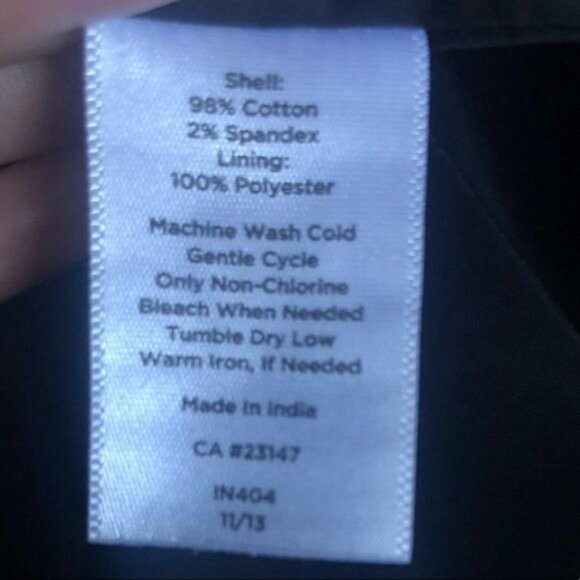 Shell:
98% Cotton
2% Spandex
Lining:
100% Polyester
Machine Wash Cold
Gentle Cycle
Only Non-Chlorine
Bleach When Needed
Tumble Dry Low
Warm Iron, If Needed
Made In India
CA #23147
IN404
11/13